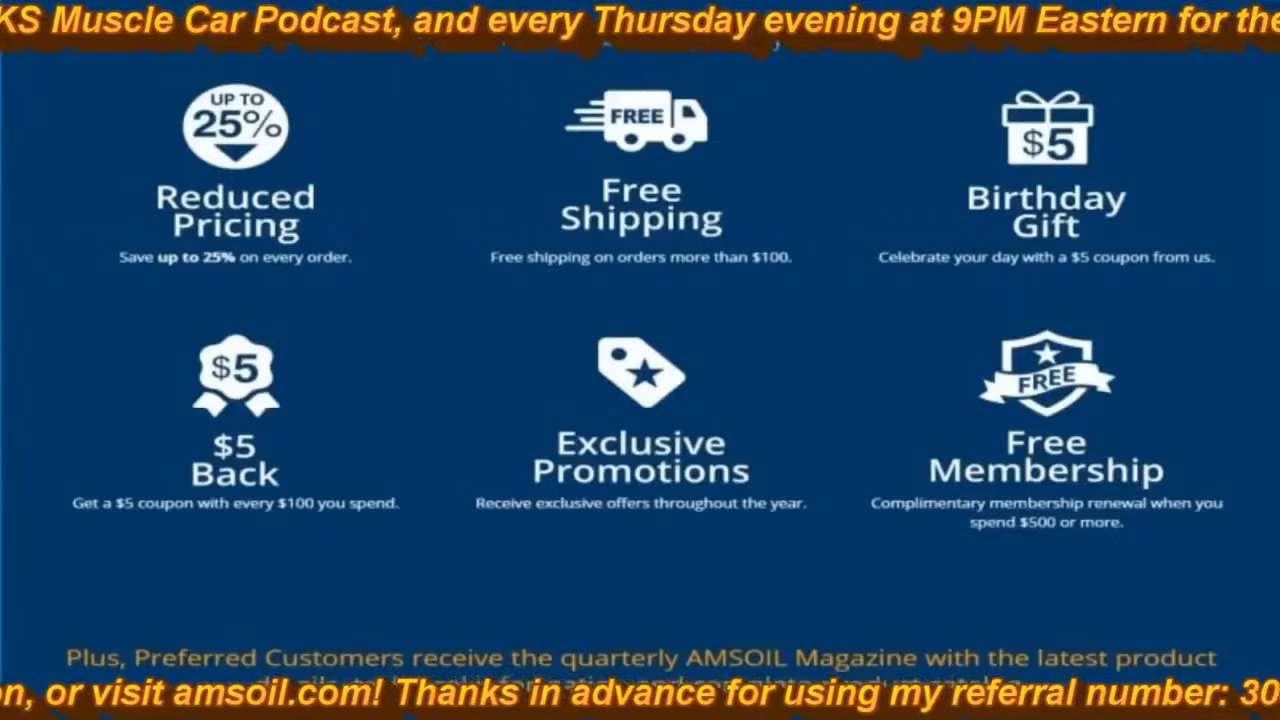 KS Muscle Car Podcast, and every Thursday evening at 9PM Eastern for the
UP TO
25%
FREE
$5
Reduced
Pricing
Free
Shipping
Birthday
Gift
Save up to 25% on every order.
Free shipping on orders more than $100.
Celebrate your day with a $5 coupon from us.
$5
FREE
$5
Back
Exclusive
Promotions
Free
Membership
Get a $5 coupon with every $100 you spend.
Receive exclusive offers throughout the year.
Complimentary membership renewal when you
spend $500 or more.
Plus, Preferred Customers receive the quarterly AMSOIL Magazine with the latest product
on, or visit amsoil.com! Thanks in advance for using my referral number: 30